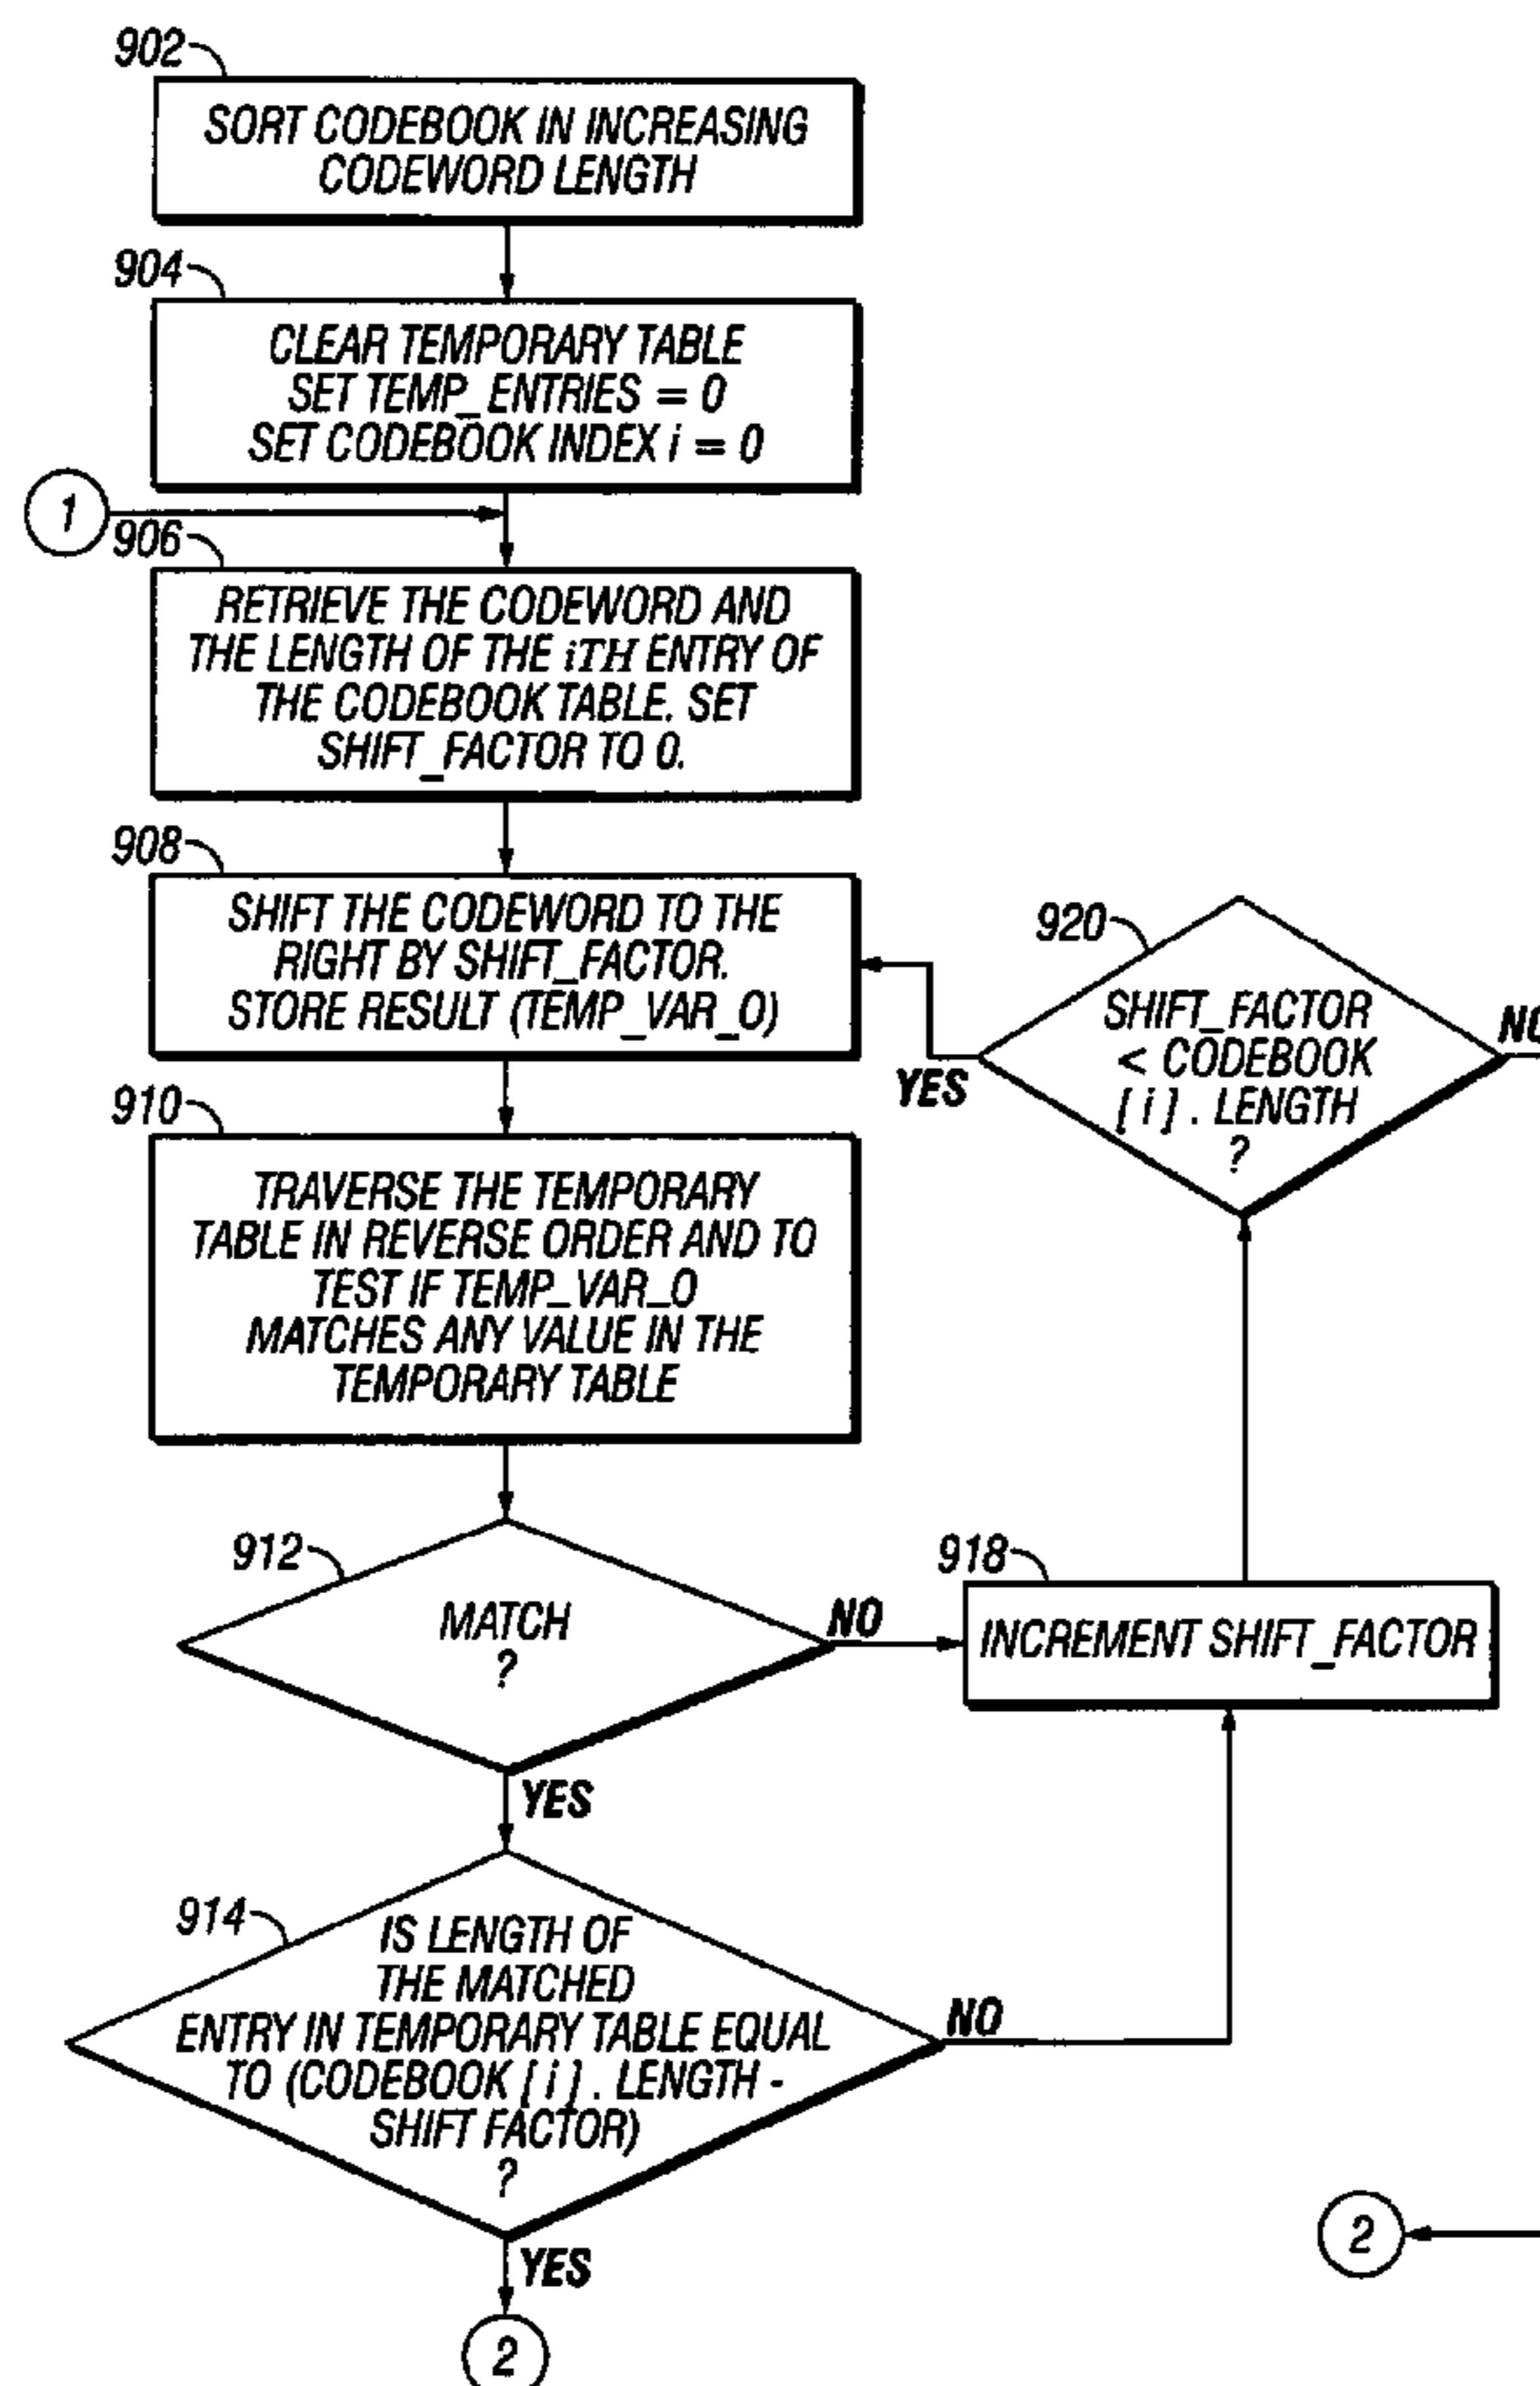 902
SORT CODEBOOK IN INCREASING
CODEWORD LENGTH
904
CLEAR TEMPORARY TABLE
SET TEMP_ENTRIES = 0
SET CODEBOOK INDEX i = 0
1
906
RETRIEVE THE CODEWORD AND
THE LENGTH OF THE iTH ENTRY OF
THE CODEBOOK TABLE. SET
SHIFT_FACTOR TO 0.
908
SHIFT THE CODEWORD TO THE
RIGHT BY SHIFT_FACTOR.
STORE RESULT (TEMP_VAR_0)
920
SHIFT_FACTOR
< CODEBOOK
[ i ] . LENGTH
?
NO
YES
910
TRAVERSE THE TEMPORARY
TABLE IN REVERSE ORDER AND TO
TEST IF TEMP_VAR_0
MATCHES ANY VALUE IN THE
TEMPORARY TABLE
912
MATCH
?
NO
918
INCREMENT SHIFT_FACTOR
YES
914
IS LENGTH OF
THE MATCHED
ENTRY IN TEMPORARY TABLE EQUAL
TO (CODEBOOK [ i ] . LENGTH -
SHIFT FACTOR)
?
NO
YES
2
2